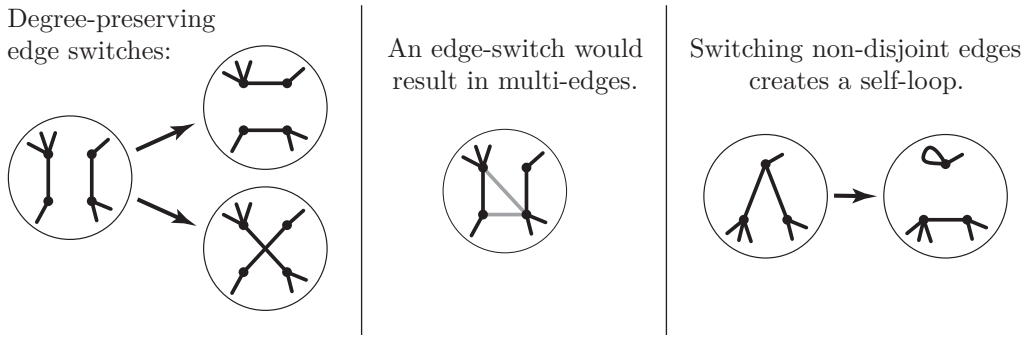 Degree-preserving
edge switches:
An edge-switch would
result in multi-edges.
Switching non-disjoint edges
creates a self-loop.